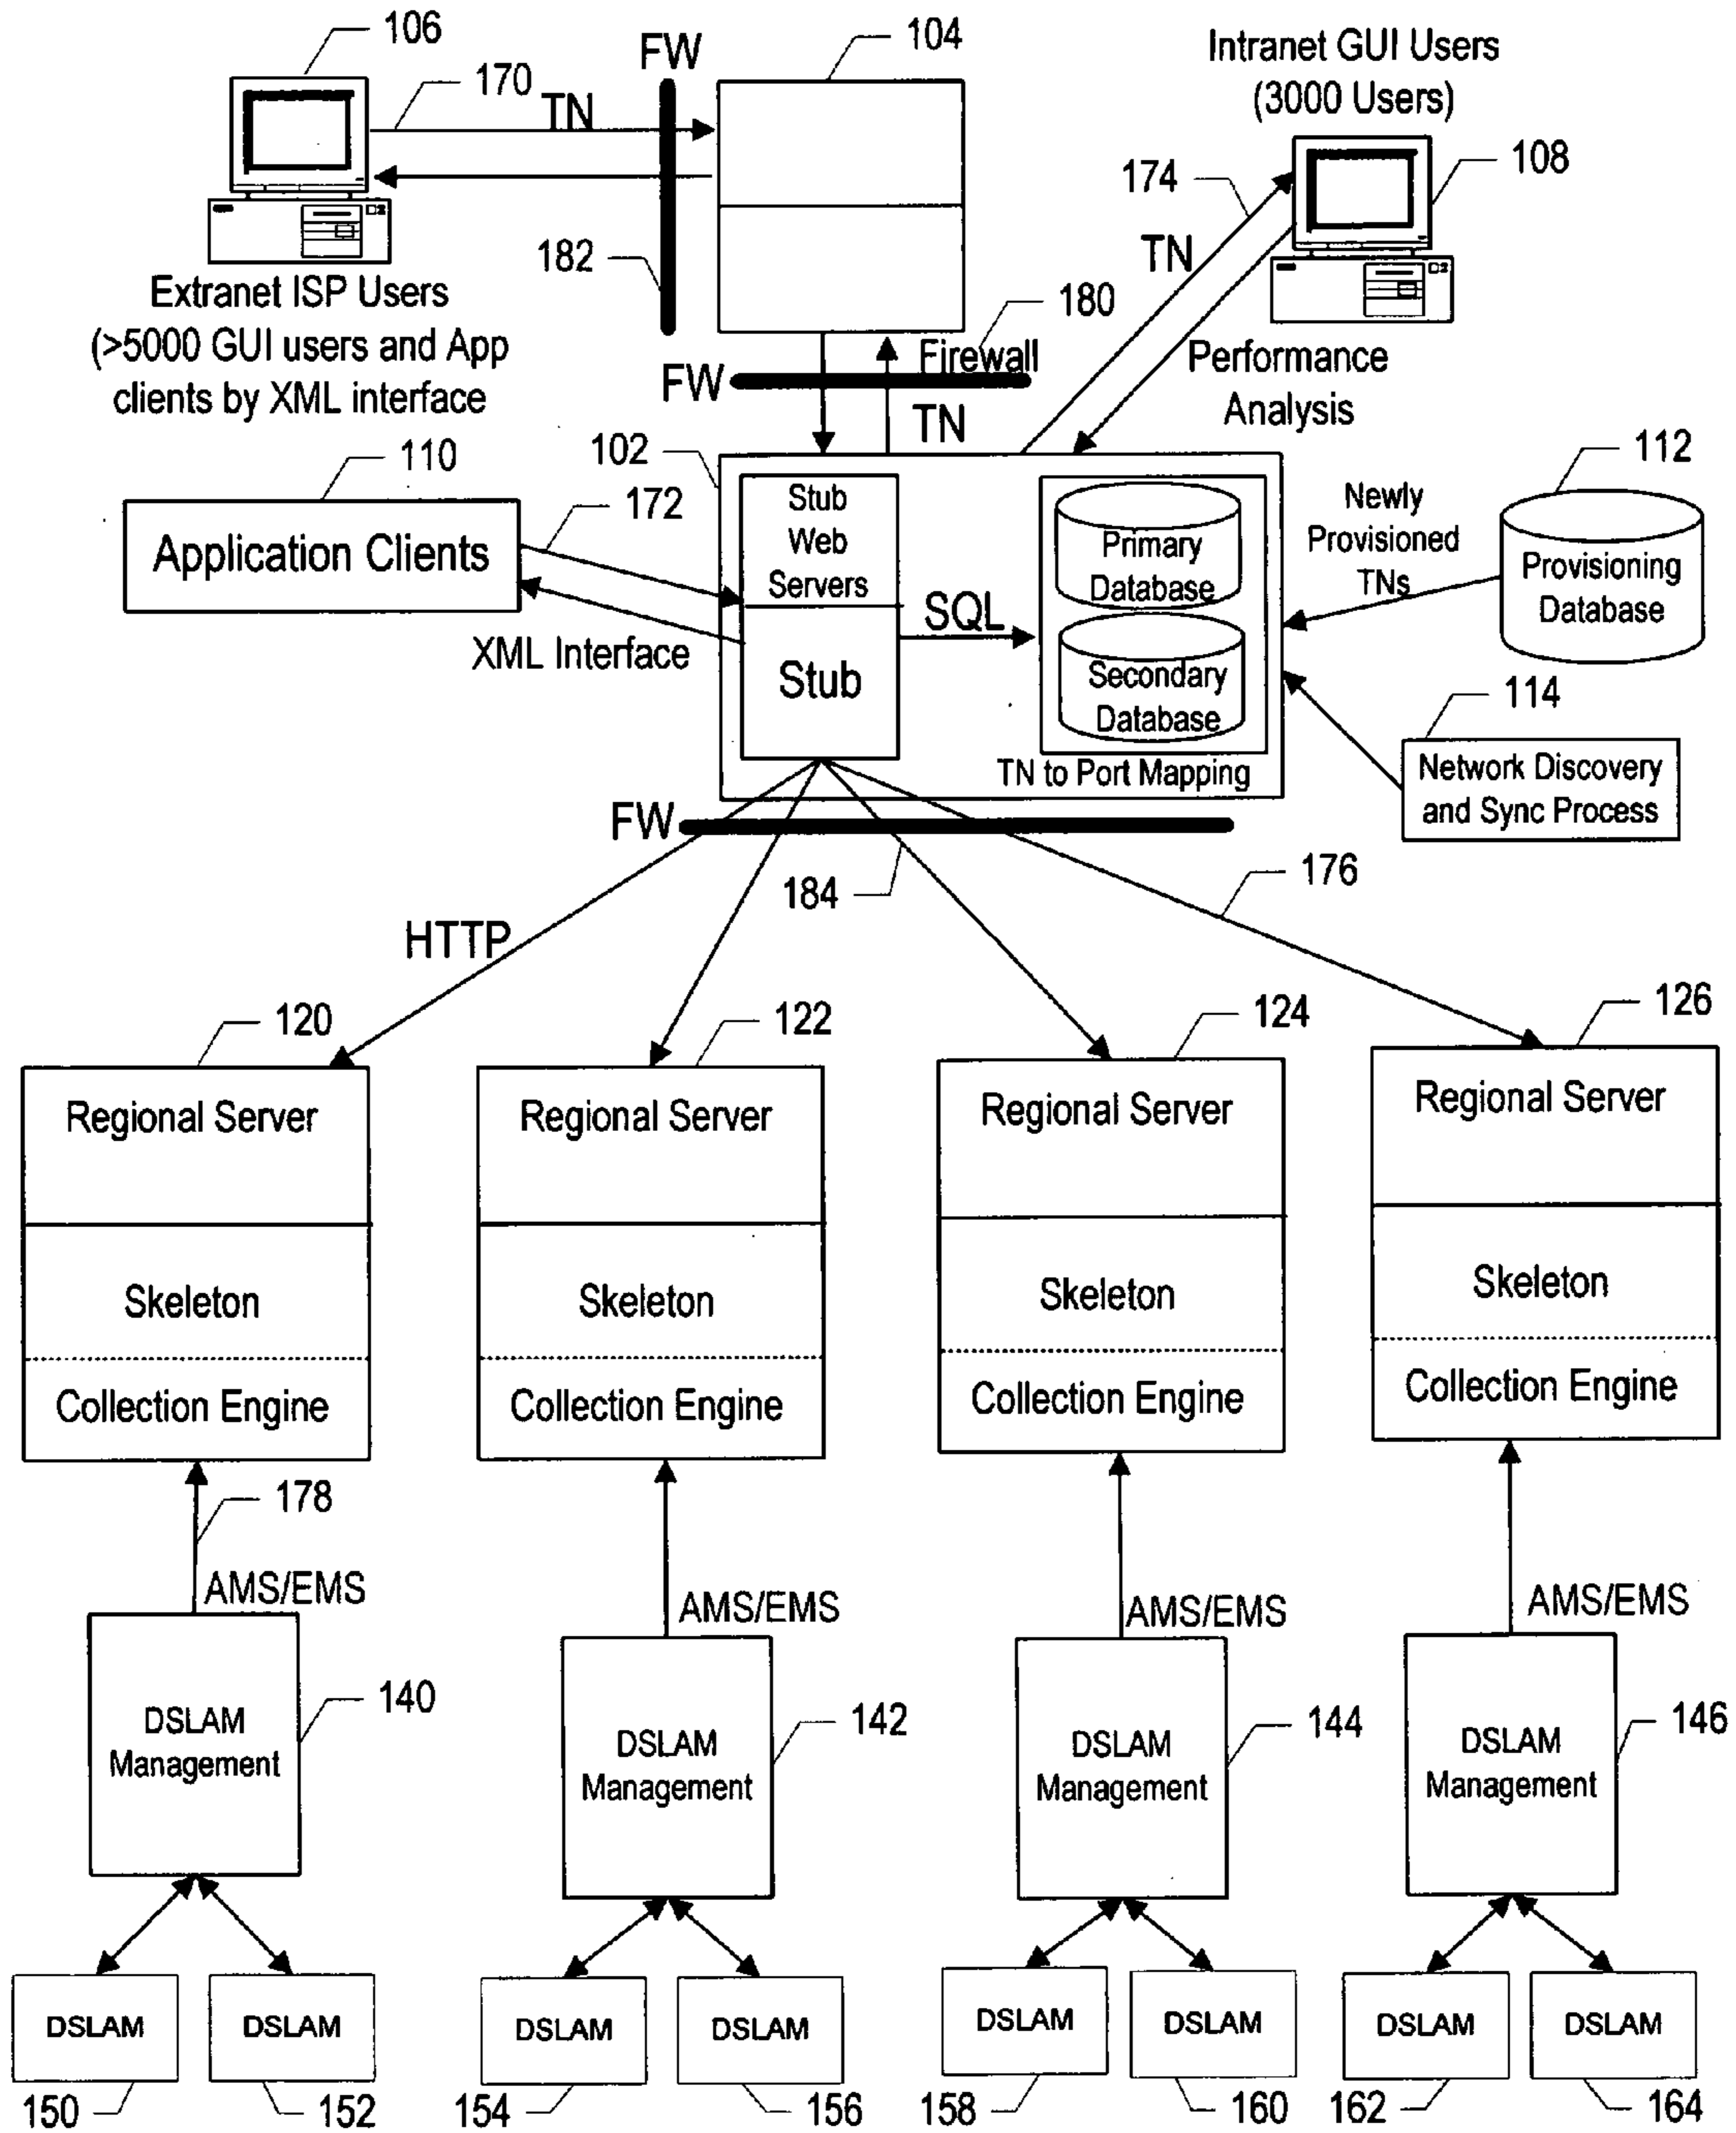 106
FW
104
Intranet GUI Users
(3000 Users)
170
TN
108
174
182
TN
Extranet ISP Users
(>5000 GUI users and App
clients by XML interface
180
Firewall
FW
Performance
Analysis
TN
102
110
172
112
Application Clients
XML Interface
Stub
Web
Servers
Stub
SQL
Primary
Database
Secondary
Database
TN to Port Mapping
Newly
Provisioned
TNs
Provisioning
Database
114
Network Discovery
and Sync Process
FW
184
176
HTTP
120
122
124
126
Regional Server
Regional Server
Regional Server
Regional Server
Skeleton
Skeleton
Skeleton
Skeleton
Collection Engine
Collection Engine
Collection Engine
Collection Engine
178
AMS/EMS
AMS/EMS
AMS/EMS
AMS/EMS
DSLAM
Management
140
DSLAM
Management
142
DSLAM
Management
144
DSLAM
Management
146
DSLAM
DSLAM
DSLAM
DSLAM
DSLAM
DSLAM
DSLAM
DSLAM
150
152
154
156
158
160
162
164